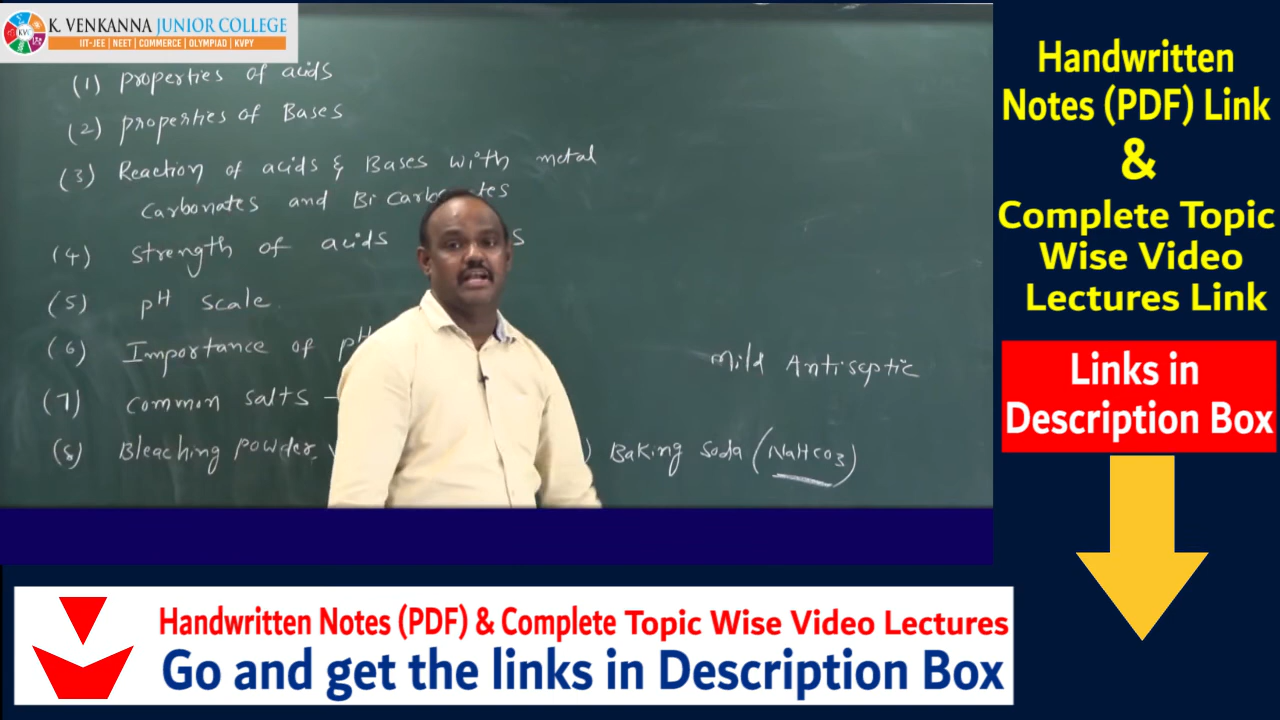 K. VENKANNA JUNIOR COLLEGE
IIT-JEE | NEET | COMMERCE | OLYMPIAD | KVPY
KVC
(1) properties of acids
(2) properties of Bases
(3) Reaction of acids & Bases with metal
Carbonates and Bi Carbo tes
(4) strength of acids s
(5) pH scale.
(6) Importance of pH
(7) common salts -
(8) Bleaching powder, ) Baking soda (NaHCO3)
Mild Antiseptic
Handwritten
Notes (PDF) Link
&
Complete Topic
Wise Video
Lectures Link
Links in
Description Box
Handwritten Notes (PDF) & Complete Topic Wise Video Lectures
Go and get the links in Description Box